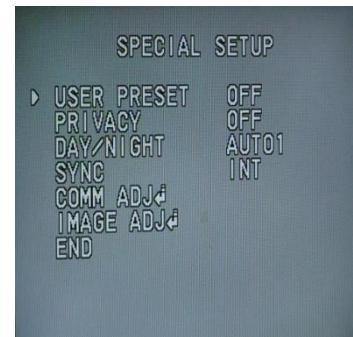 SPECIAL SETUP
USER PRESET OFF
PRIVACY OFF
DAY/NIGHT AUTO1
SYNC INT
COMM ADJ↲
IMAGE ADJ↲
END